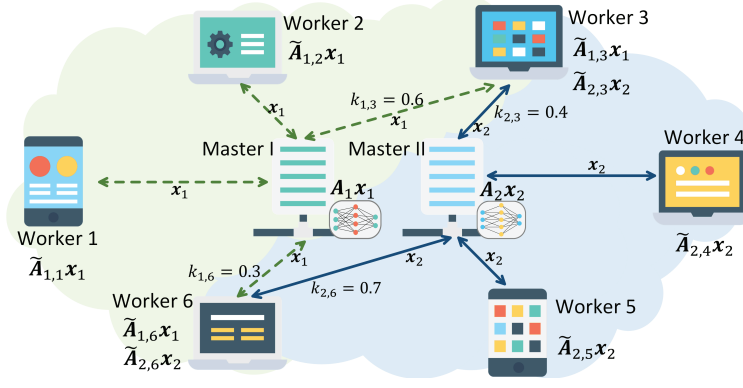 Worker 2
Ã₁,₂x₁
Worker 3
Ã₁,₃x₁
Ã₂,₃x₂
k₁,₃ = 0.6
x₁
x₁
k₂,₃ = 0.4
x₂
Master I
Master II
Worker 4
x₂
x₁
A₁x₁
A₂x₂
Worker 1
Ã₁,₁x₁
Ã₂,₄x₂
x₁
x₂
x₂
k₁,₆ = 0.3
k₂,₆ = 0.7
Worker 6
Worker 5
Ã₁,₆x₁
Ã₂,₆x₂
Ã₂,₅x₂